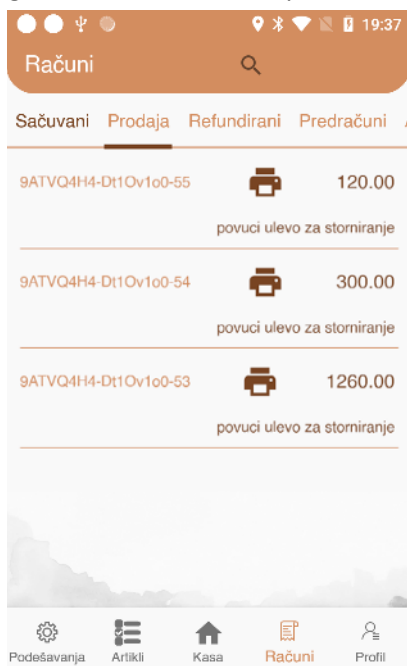 19:37
Računi
Sačuvani Prodaja Refundirani Predračuni
9ATVQ4H4-Dt1Ov1o0-55 120.00
povuci ulevo za storniranje
9ATVQ4H4-Dt1Ov1o0-54 300.00
povuci ulevo za storniranje
9ATVQ4H4-Dt1Ov1o0-53 1260.00
povuci ulevo za storniranje
Podešavanja Artikli Kasa Računi Profil